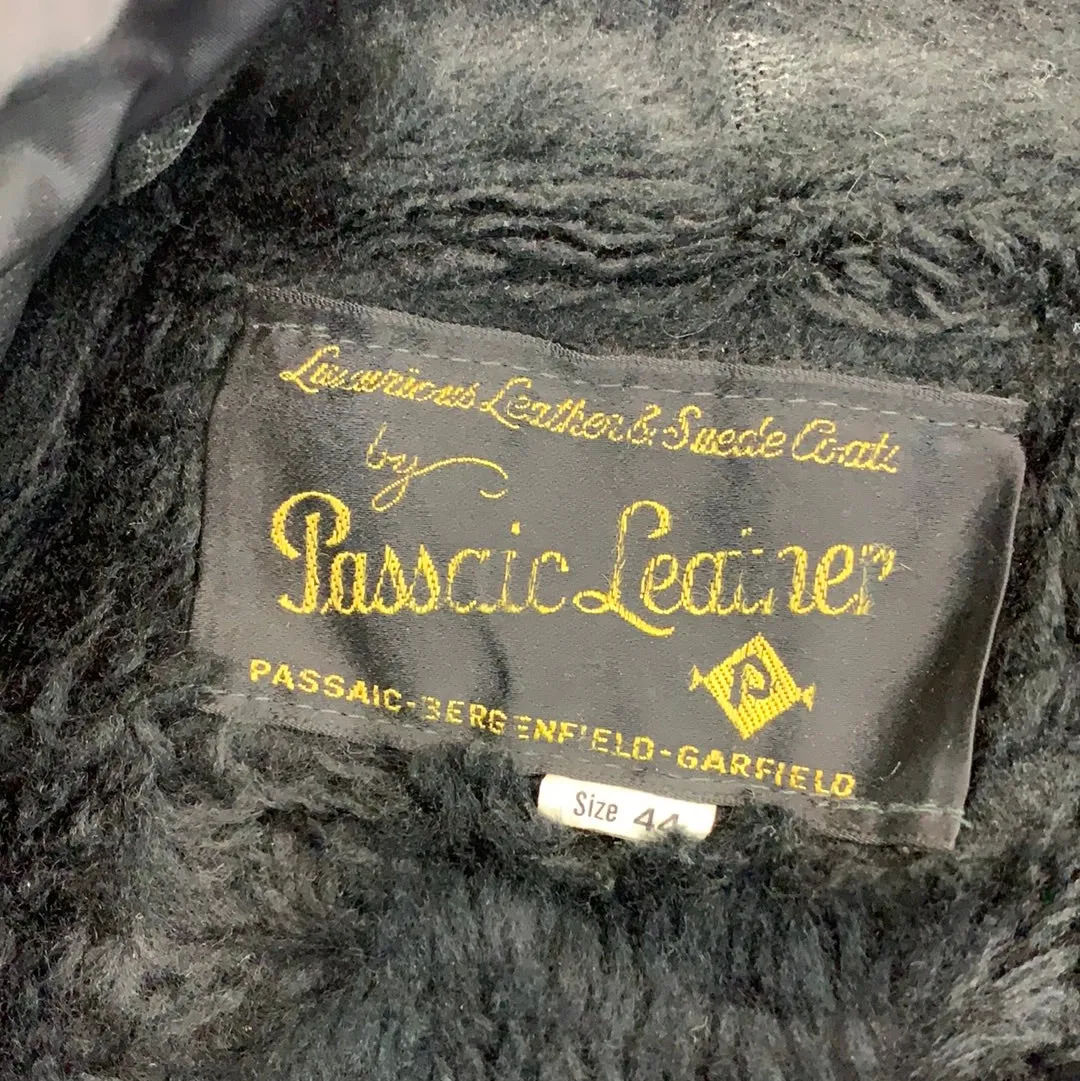 Luxurious Leather & Suede Coats
by
Passaic Leather
P
PASSAIC-BERGENFIELD-GARFIELD
Size 44